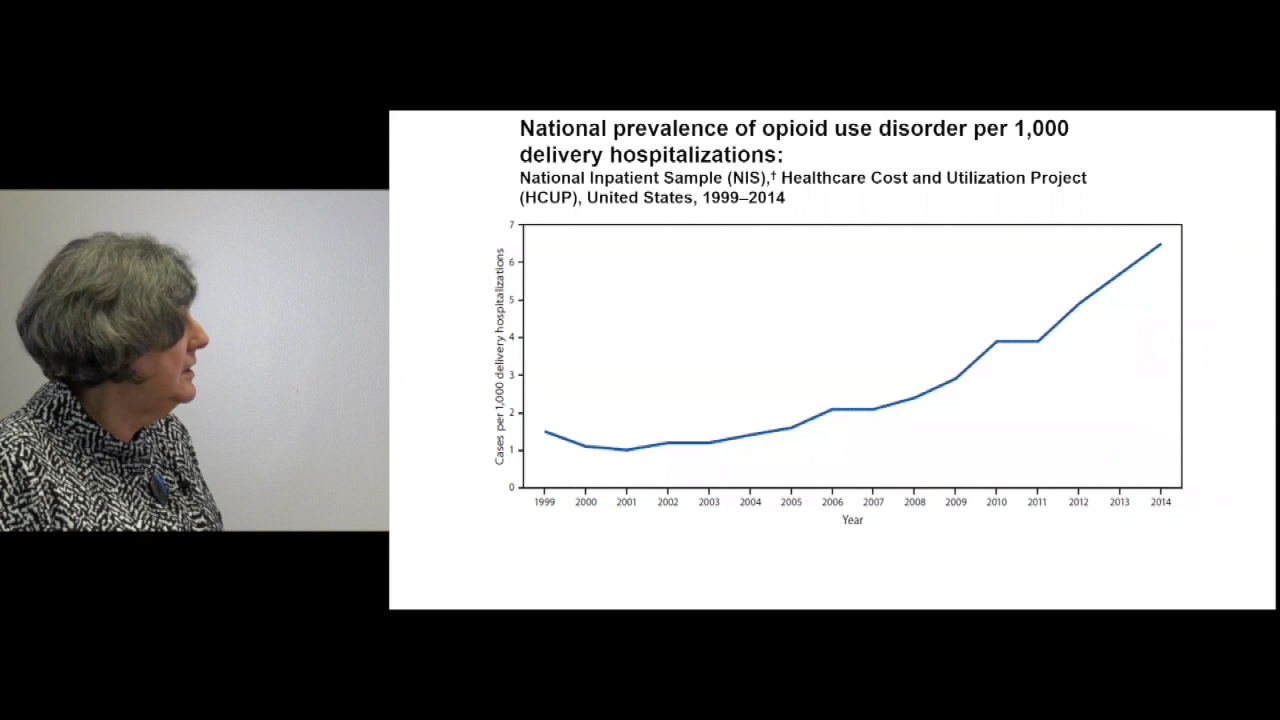 National prevalence of opioid use disorder per 1,000
delivery hospitalizations:
National Inpatient Sample (NIS),† Healthcare Cost and Utilization Project
(HCUP), United States, 1999–2014
Cases per 1,000 delivery hospitalizations
7
6
5
4
3
2
1
0
1999 2000 2001 2002 2003 2004 2005 2006 2007 2008 2009 2010 2011 2012 2013 2014
Year